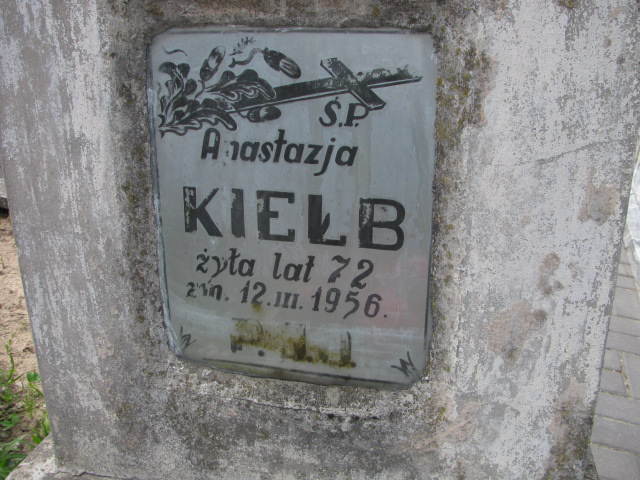 Ś.P.
Anastazja
KIEŁB
żyła lat 72
zm. 12.III.1956.